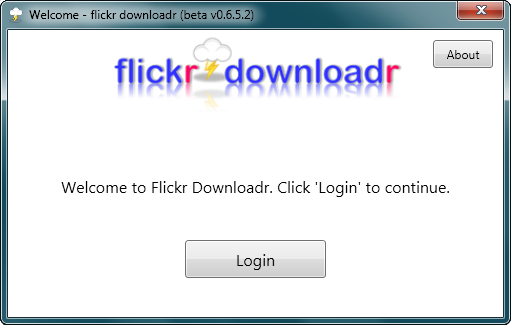 Welcome - flickr downloadr (beta v0.6.5.2)
flickr downloadr
About
Welcome to Flickr Downloadr. Click 'Login' to continue.
Login